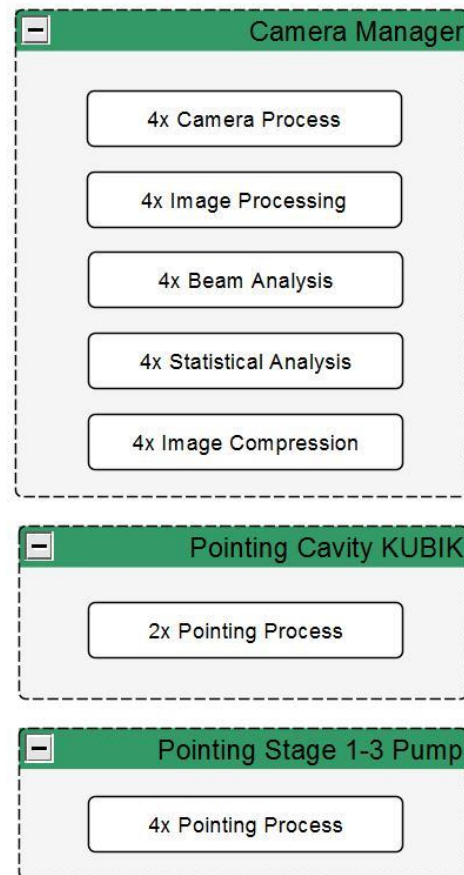 Camera Manager
4x Camera Process
4x Image Processing
4x Beam Analysis
4x Statistical Analysis
4x Image Compression
Pointing Cavity KUBIK
2x Pointing Process
Pointing Stage 1-3 Pump
4x Pointing Process